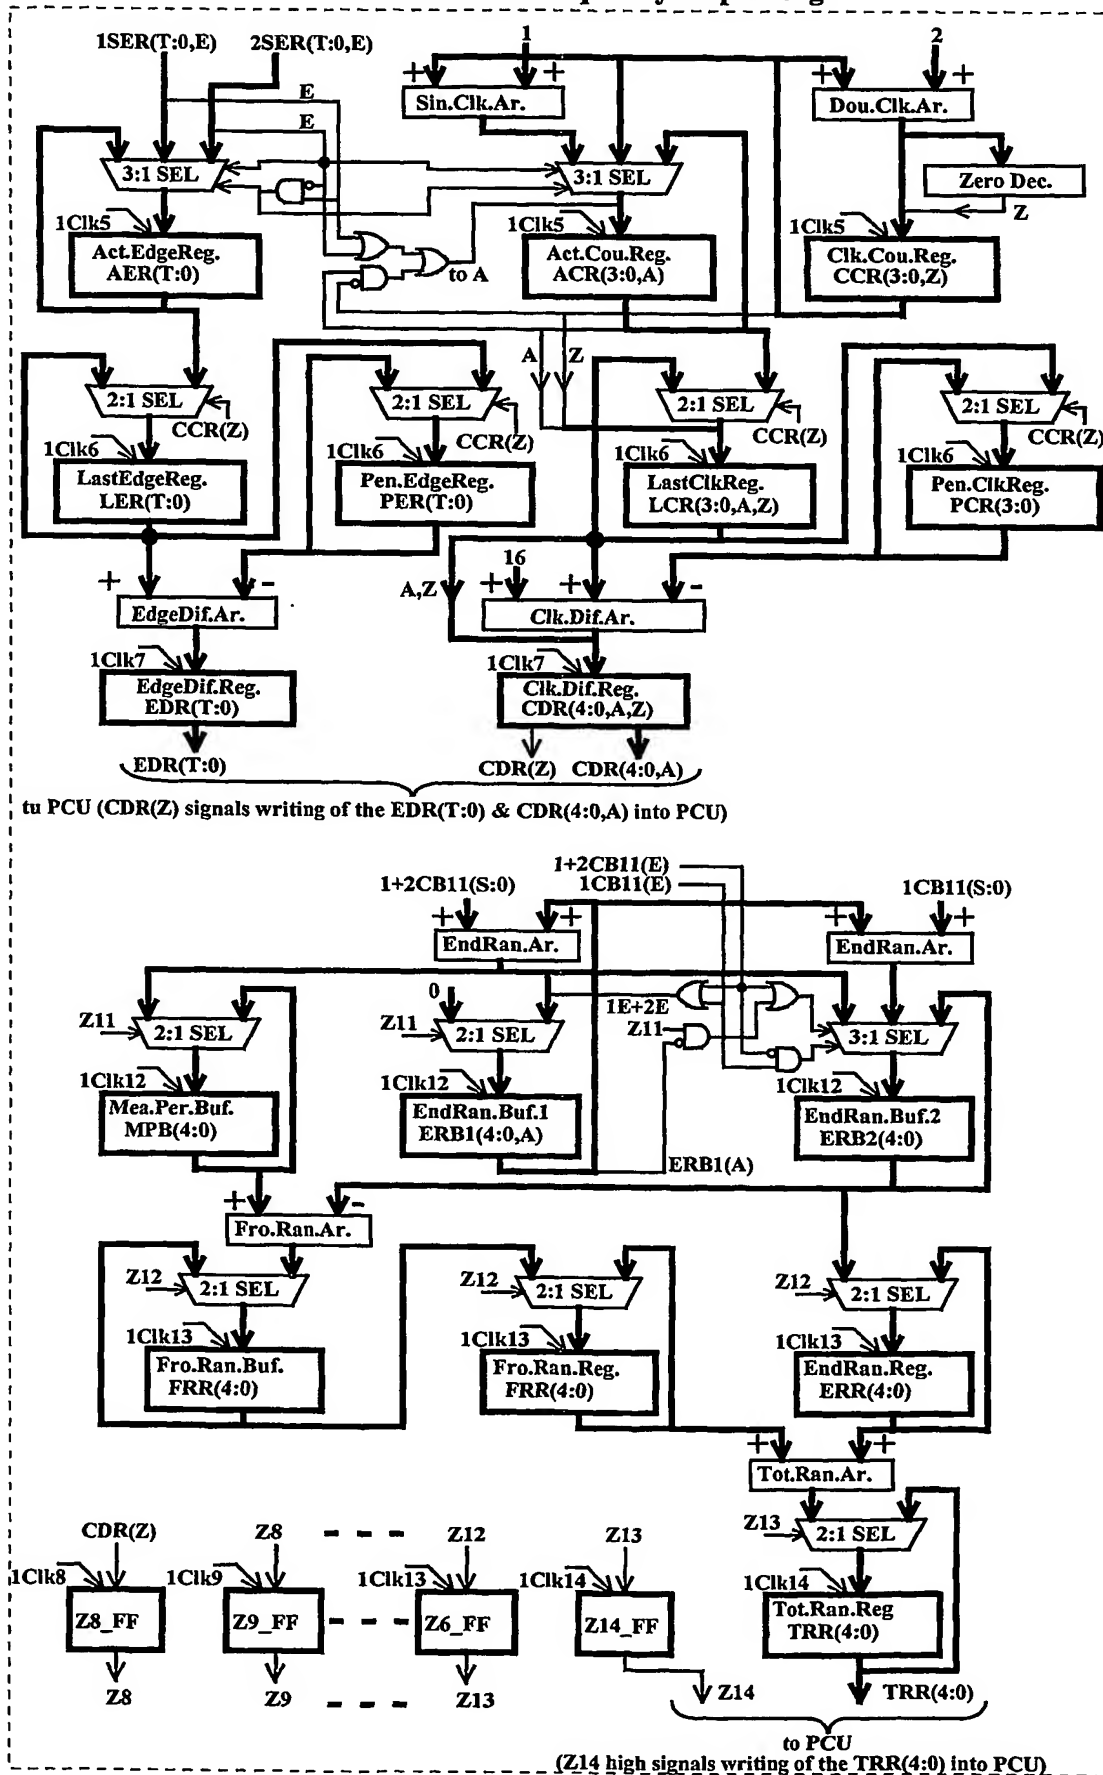 1SER(T:0,E) 2SER(T:0,E) 1 2
E
E
+ + + +
Sin.Clk.Ar. Dou.Clk.Ar.
3:1 SEL 3:1 SEL Zero Dec.
Z
1Clk5 1Clk5 1Clk5
Act.EdgeReg. Act.Cou.Reg. Clk.Cou.Reg.
AER(T:0) to A ACR(3:0,A) CCR(3:0,Z)
A Z
2:1 SEL 2:1 SEL 2:1 SEL 2:1 SEL
CCR(Z) CCR(Z) CCR(Z) CCR(Z)
1Clk6 1Clk6 1Clk6 1Clk6
LastEdgeReg. Pen.EdgeReg. LastClkReg. Pen.ClkReg.
LER(T:0) PER(T:0) LCR(3:0,A,Z) PCR(3:0)
16
+ - A,Z + + -
EdgeDif.Ar. Clk.Dif.Ar.
1Clk7 1Clk7
EdgeDif.Reg. Clk.Dif.Reg.
EDR(T:0) CDR(4:0,A,Z)
EDR(T:0) CDR(Z) CDR(4:0,A)
tu PCU (CDR(Z) signals writing of the EDR(T:0) & CDR(4:0,A) into PCU)
1+2CB11(E)
1CB11(E)
1+2CB11(S:0) 1CB11(S:0)
+ + + +
EndRan.Ar. EndRan.Ar.
0 1E+2E
Z11 Z11 Z11
2:1 SEL 2:1 SEL 3:1 SEL
1Clk12 1Clk12 1Clk12
Mea.Per.Buf. EndRan.Buf.1 EndRan.Buf.2
MPB(4:0) ERB1(4:0,A) ERB2(4:0)
ERB1(A)
+ -
Fro.Ran.Ar.
Z12 Z12 Z12
2:1 SEL 2:1 SEL 2:1 SEL
1Clk13 1Clk13 1Clk13
Fro.Ran.Buf. Fro.Ran.Reg. EndRan.Reg.
FRR(4:0) FRR(4:0) ERR(4:0)
+ +
Tot.Ran.Ar.
Z13
2:1 SEL
CDR(Z) Z8 Z12 Z13
1Clk8 1Clk9 1Clk13 1Clk14 1Clk14
Z8_FF Z9_FF Z6_FF Z14_FF Tot.Ran.Reg
TRR(4:0)
Z8 Z9 Z13 Z14 TRR(4:0)
to PCU
(Z14 high signals writing of the TRR(4:0) into PCU)